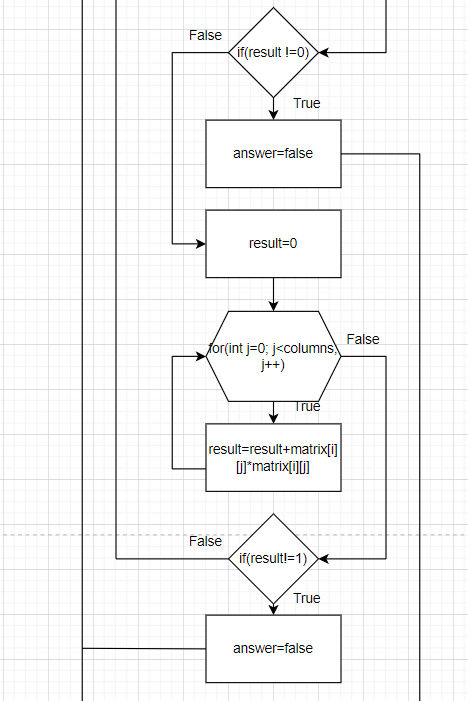 False
if(result !=0)
True
answer=false
result=0
for(int j=0; j<columns;
j++)
False
True
result=result+matrix[i]
[j]*matrix[i][j]
False
if(result!=1)
True
answer=false